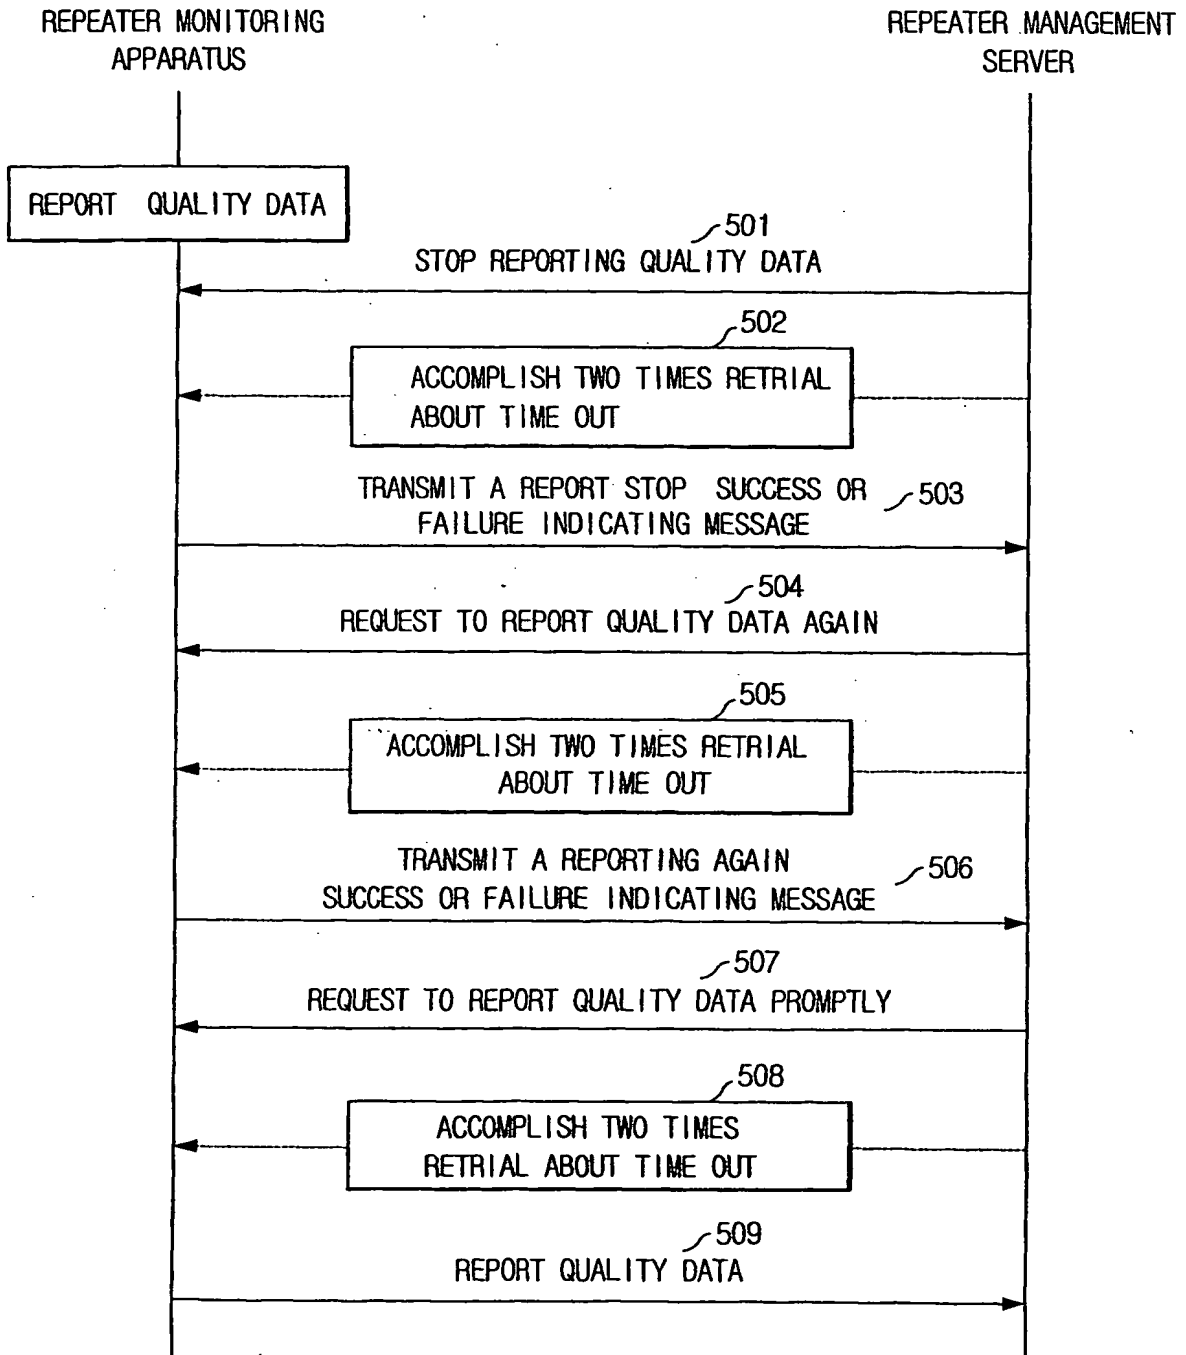 REPEATER MONITORING
APPARATUS
REPEATER MANAGEMENT
SERVER
REPORT QUALITY DATA
501
STOP REPORTING QUALITY DATA
502
ACCOMPLISH TWO TIMES RETRIAL
ABOUT TIME OUT
TRANSMIT A REPORT STOP SUCCESS OR
FAILURE INDICATING MESSAGE
503
504
REQUEST TO REPORT QUALITY DATA AGAIN
505
ACCOMPLISH TWO TIMES RETRIAL
ABOUT TIME OUT
TRANSMIT A REPORTING AGAIN
SUCCESS OR FAILURE INDICATING MESSAGE
506
507
REQUEST TO REPORT QUALITY DATA PROMPTLY
508
ACCOMPLISH TWO TIMES
RETRIAL ABOUT TIME OUT
509
REPORT QUALITY DATA